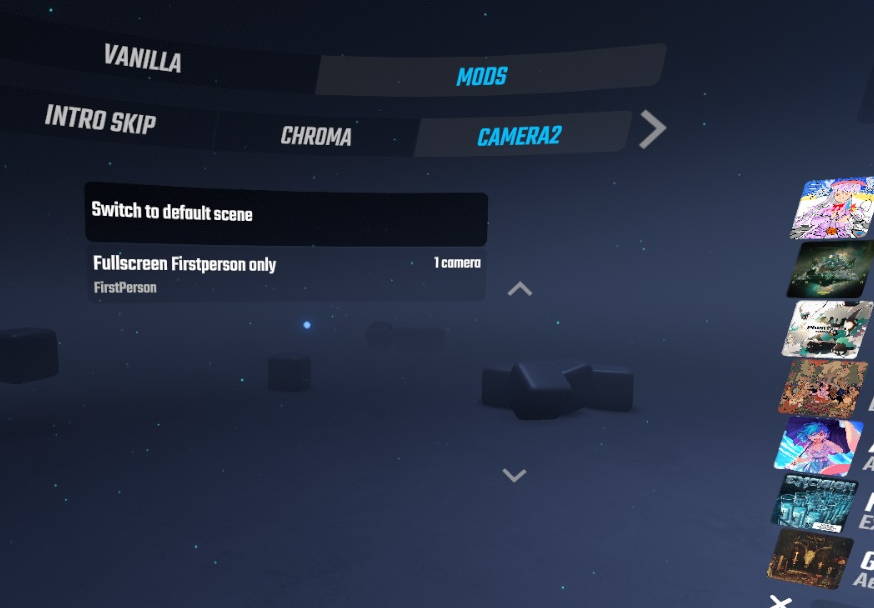 VANILLA
MODS
INTRO SKIP
CHROMA
CAMERA2
Switch to default scene
Fullscreen Firstperson only
1 camera
FirstPerson